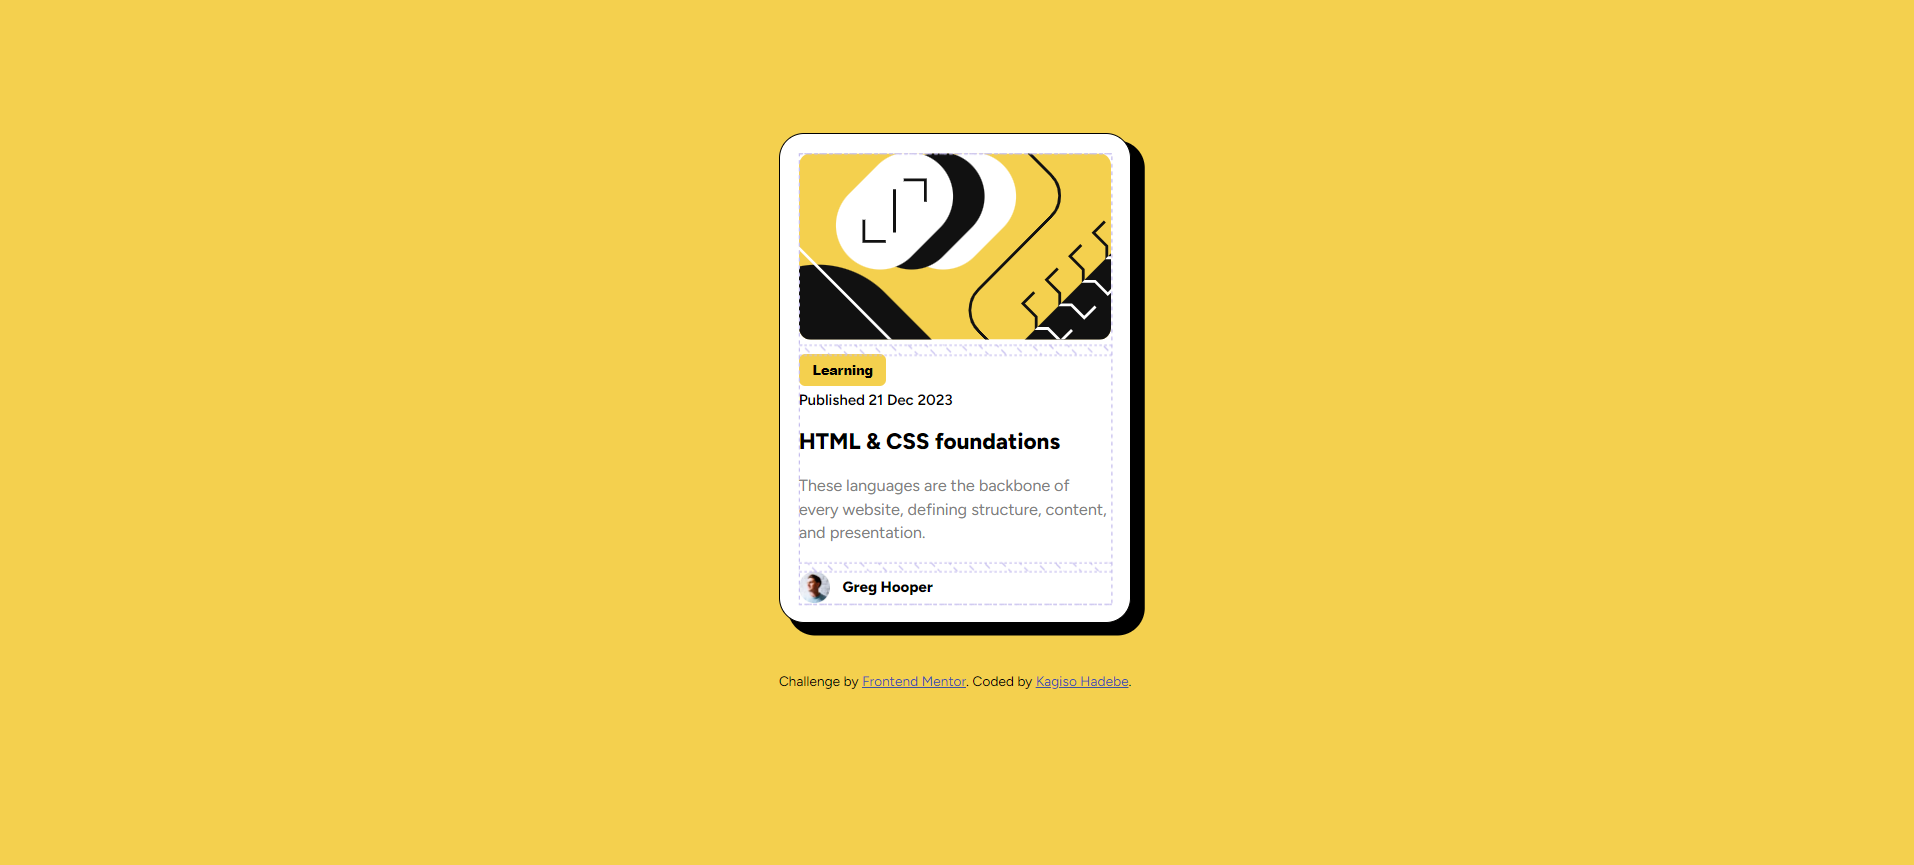 Learning
Published 21 Dec 2023
HTML & CSS foundations
These languages are the backbone of
every website, defining structure, content,
and presentation.
Greg Hooper
Challenge by Frontend Mentor. Coded by Kagiso Hadebe.